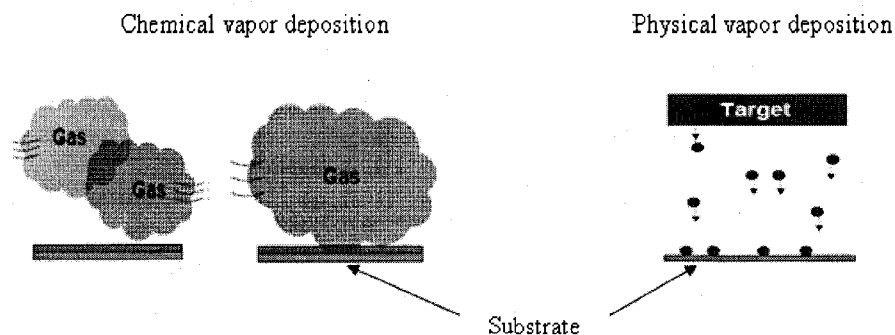 Chemical vapor deposition
Physical vapor deposition
Gas
Gas
Gas
Target
Substrate